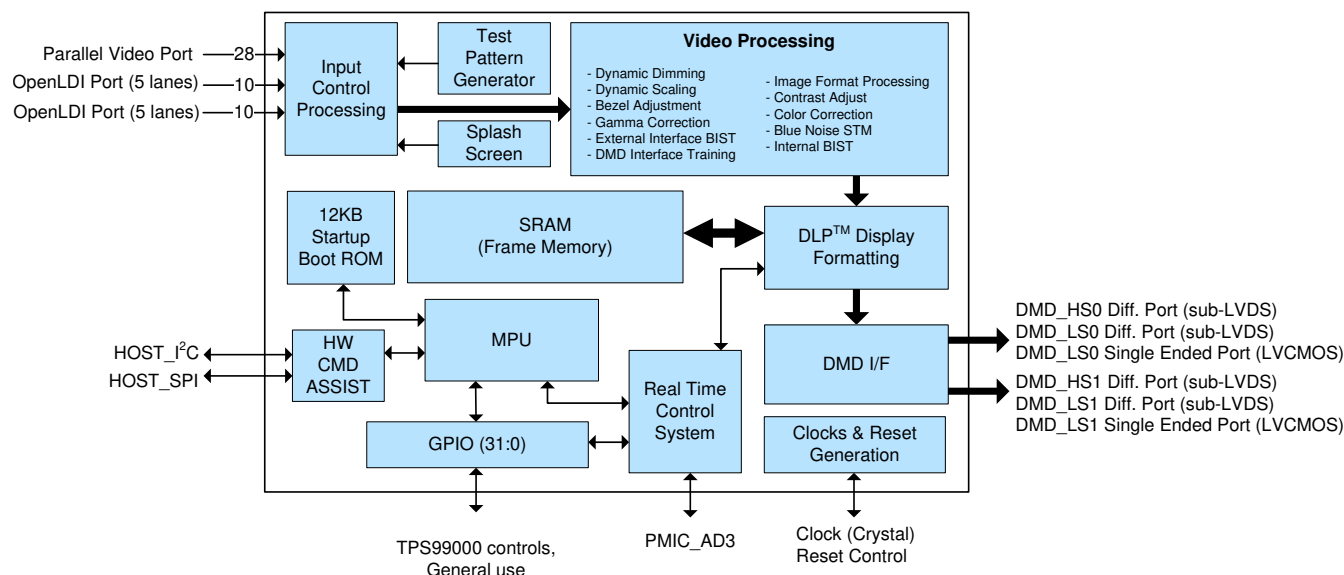 Parallel Video Port
28
OpenLDI Port (5 lanes)
10
OpenLDI Port (5 lanes)
10
Input
Control
Processing
Test
Pattern
Generator
Splash
Screen
Video Processing
- Dynamic Dimming
- Dynamic Scaling
- Bezel Adjustment
- Gamma Correction
- External Interface BIST
- DMD Interface Training
- Image Format Processing
- Contrast Adjust
- Color Correction
- Blue Noise STM
- Internal BIST
12KB
Startup
Boot ROM
SRAM
(Frame Memory)
DLP™ Display
Formatting
HOST_I²C
HOST_SPI
HW
CMD
ASSIST
MPU
Real Time
Control
System
DMD I/F
DMD_HS0 Diff. Port (sub-LVDS)
DMD_LS0 Diff. Port (sub-LVDS)
DMD_LS0 Single Ended Port (LVCMOS)
DMD_HS1 Diff. Port (sub-LVDS)
DMD_LS1 Diff. Port (sub-LVDS)
DMD_LS1 Single Ended Port (LVCMOS)
GPIO (31:0)
Clocks & Reset
Generation
TPS99000 controls,
General use
PMIC_AD3
Clock (Crystal)
Reset Control